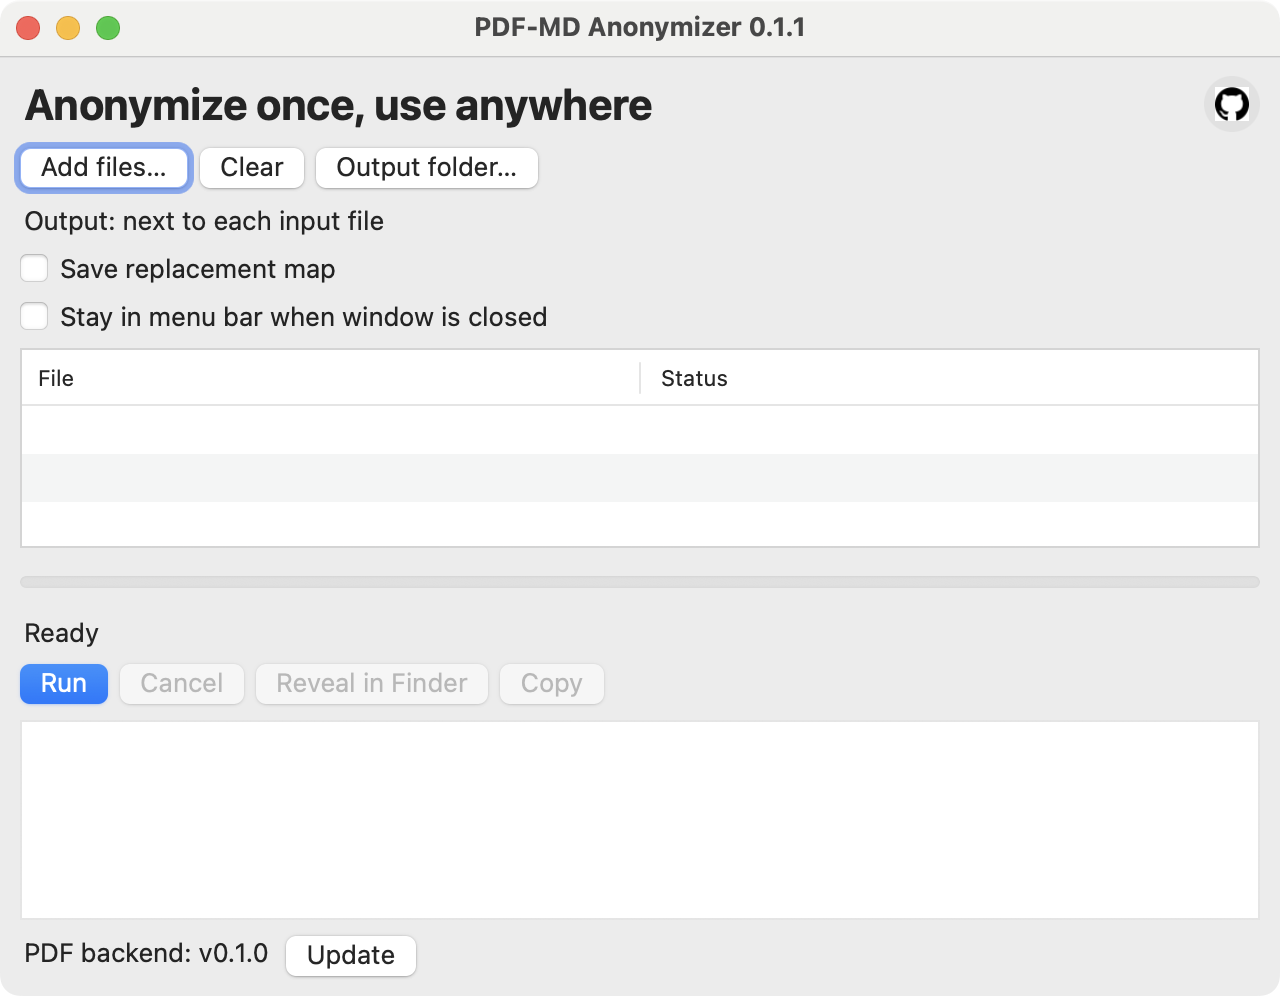 PDF-MD Anonymizer 0.1.1
Anonymize once, use anywhere
Add files... Clear Output folder...
Output: next to each input file
Save replacement map
Stay in menu bar when window is closed
File Status
Ready
Run Cancel Reveal in Finder Copy
PDF backend: v0.1.0 Update